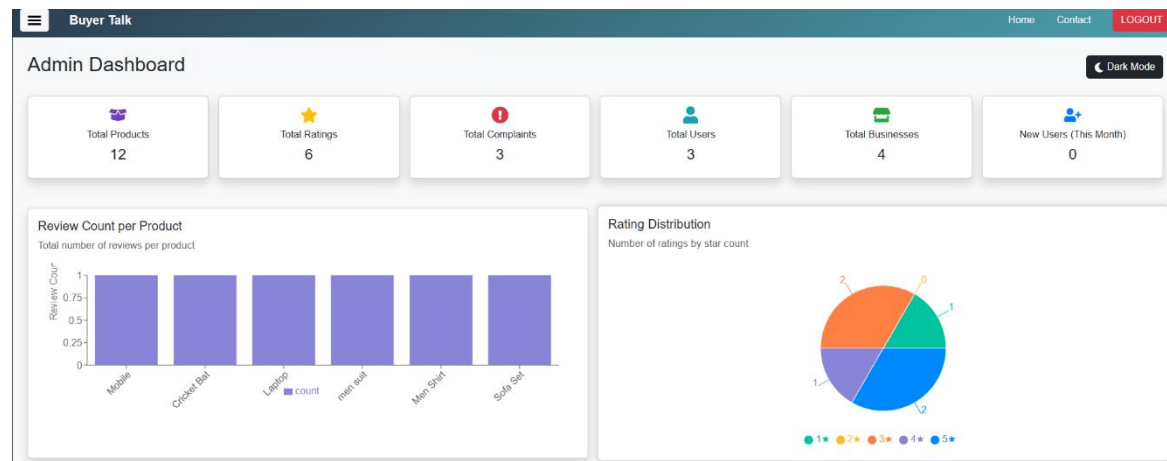 Buyer Talk
Home Contact LOGOUT
Admin Dashboard
Dark Mode
Total Products
12
Total Ratings
6
Total Complaints
3
Total Users
3
Total Businesses
4
New Users (This Month)
0
Review Count per Product
Total number of reviews per product
Review Cour
1
0.75
0.5
0.25
0
Mobile
Cricket Bat
Laptop
men suit
Men Shirt
Sofa Set
count
Rating Distribution
Number of ratings by star count
2
0
1
1
2
1★ 2★ 3★ 4★ 5★